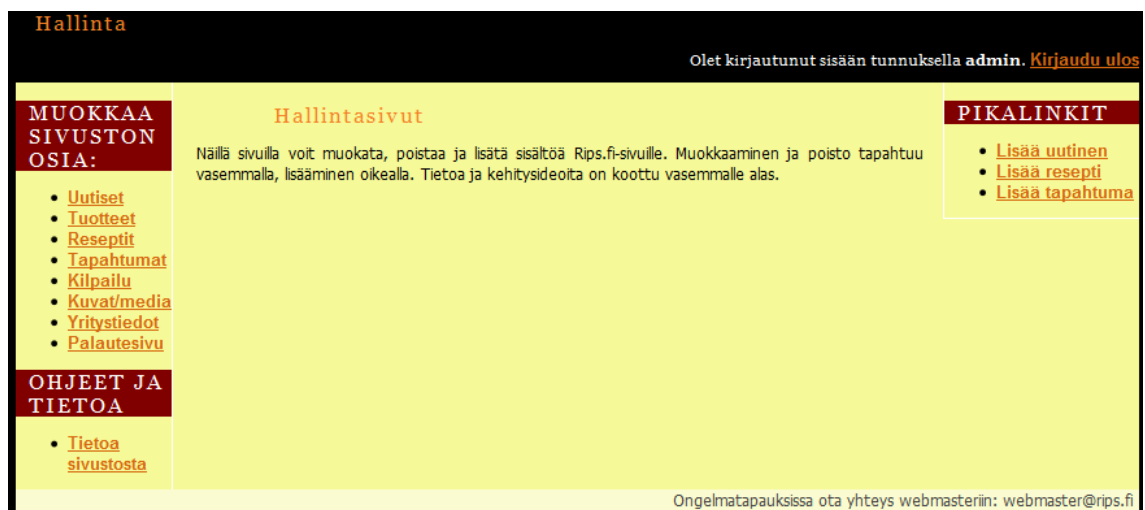 Hallinta
Olet kirjautunut sisään tunnuksella admin. Kirjaudu ulos
MUOKKAA
SIVUSTON
OSIA:
Uutiset
Tuotteet
Reseptit
Tapahtumat
Kilpailu
Kuvat/media
Yritystiedot
Palautesivu
OHJEET JA
TIETOA
Tietoa
sivustosta
Hallintasivut
Näillä sivuilla voit muokata, poistaa ja lisätä sisältöä Rips.fi-sivuille. Muokkaaminen ja poisto tapahtuu
vasemmalla, lisääminen oikealla. Tietoa ja kehitysideoita on koottu vasemmalle alas.
PIKALINKIT
Lisää uutinen
Lisää resepti
Lisää tapahtuma
Ongelmatapauksissa ota yhteys webmasteriin: webmaster@rips.fi